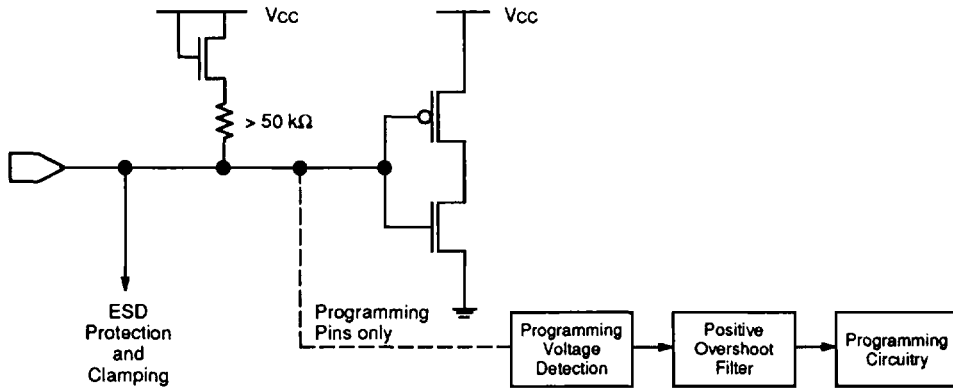 VCC
VCC
> 50 kΩ
ESD
Protection
and
Clamping
Programming
Pins only
Programming
Voltage
Detection
Positive
Overshoot
Filter
Programming
Circuitry